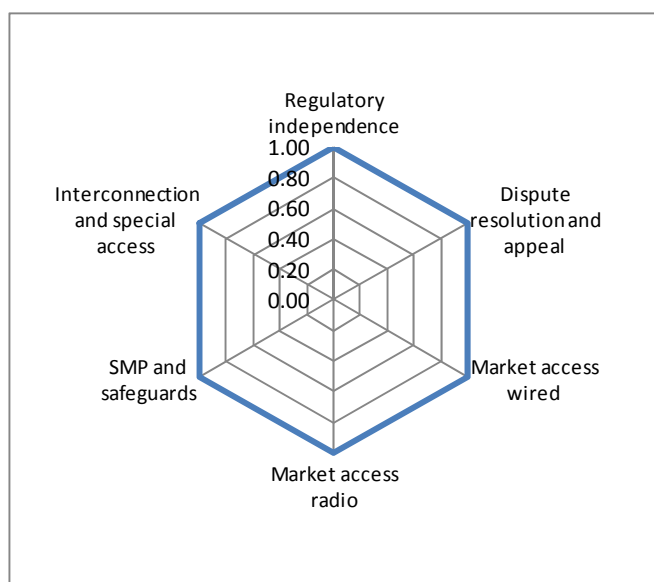 Regulatory
independence
1.00
0.80
0.60
0.40
0.20
0.00
Dispute
resolution and
appeal
Market access
wired
Market access
radio
SMP and
safeguards
Interconnection
and special
access